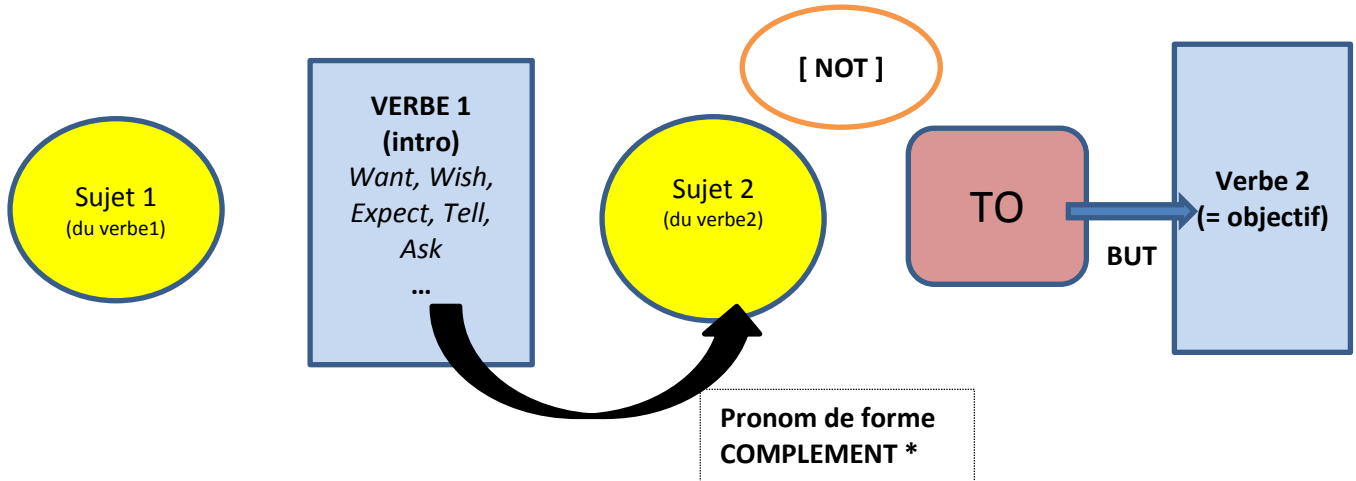 [ NOT ]
VERBE 1
(intro)
Want, Wish,
Expect, Tell,
Ask
…
Sujet 1
(du verbe1)
Sujet 2
(du verbe2)
TO
BUT
Verbe 2
(= objectif)
Pronom de forme
COMPLEMENT *